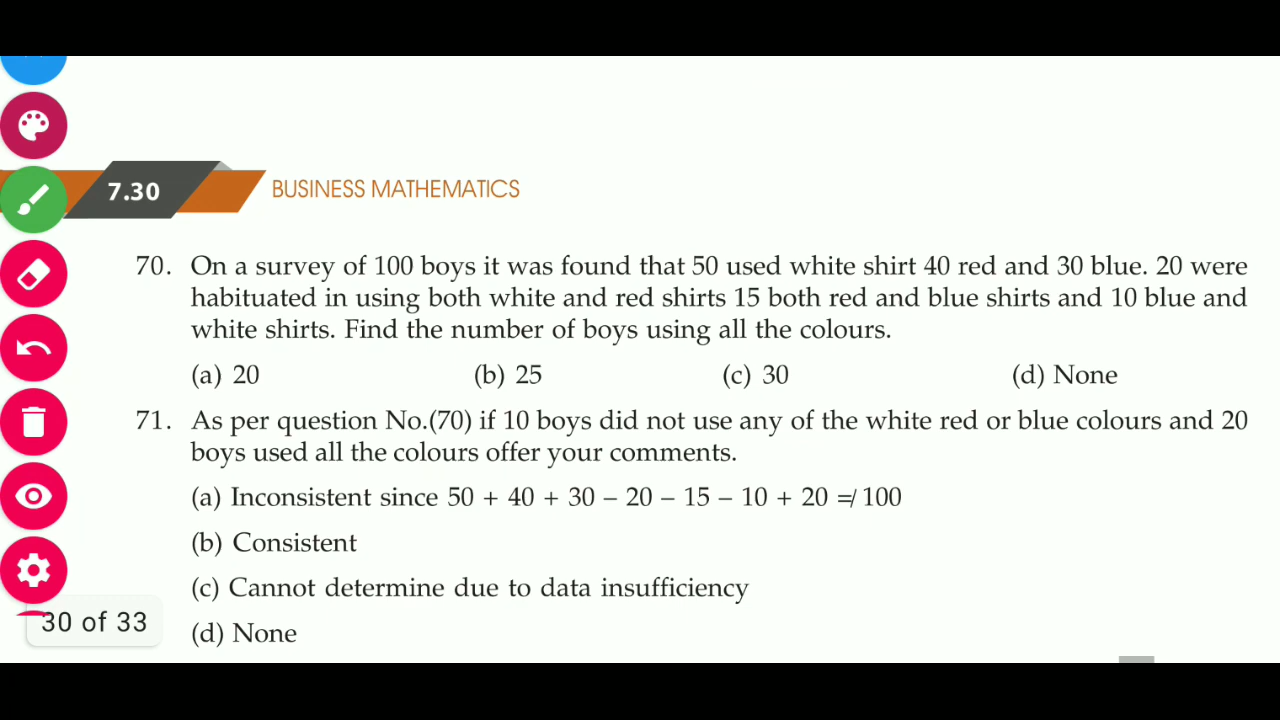 7.30 BUSINESS MATHEMATICS
70. On a survey of 100 boys it was found that 50 used white shirt 40 red and 30 blue. 20 were
habituated in using both white and red shirts 15 both red and blue shirts and 10 blue and
white shirts. Find the number of boys using all the colours.
(a) 20 (b) 25 (c) 30 (d) None
71. As per question No.(70) if 10 boys did not use any of the white red or blue colours and 20
boys used all the colours offer your comments.
(a) Inconsistent since 50 + 40 + 30 – 20 – 15 – 10 + 20 ≠ 100
(b) Consistent
(c) Cannot determine due to data insufficiency
30 of 33
(d) None